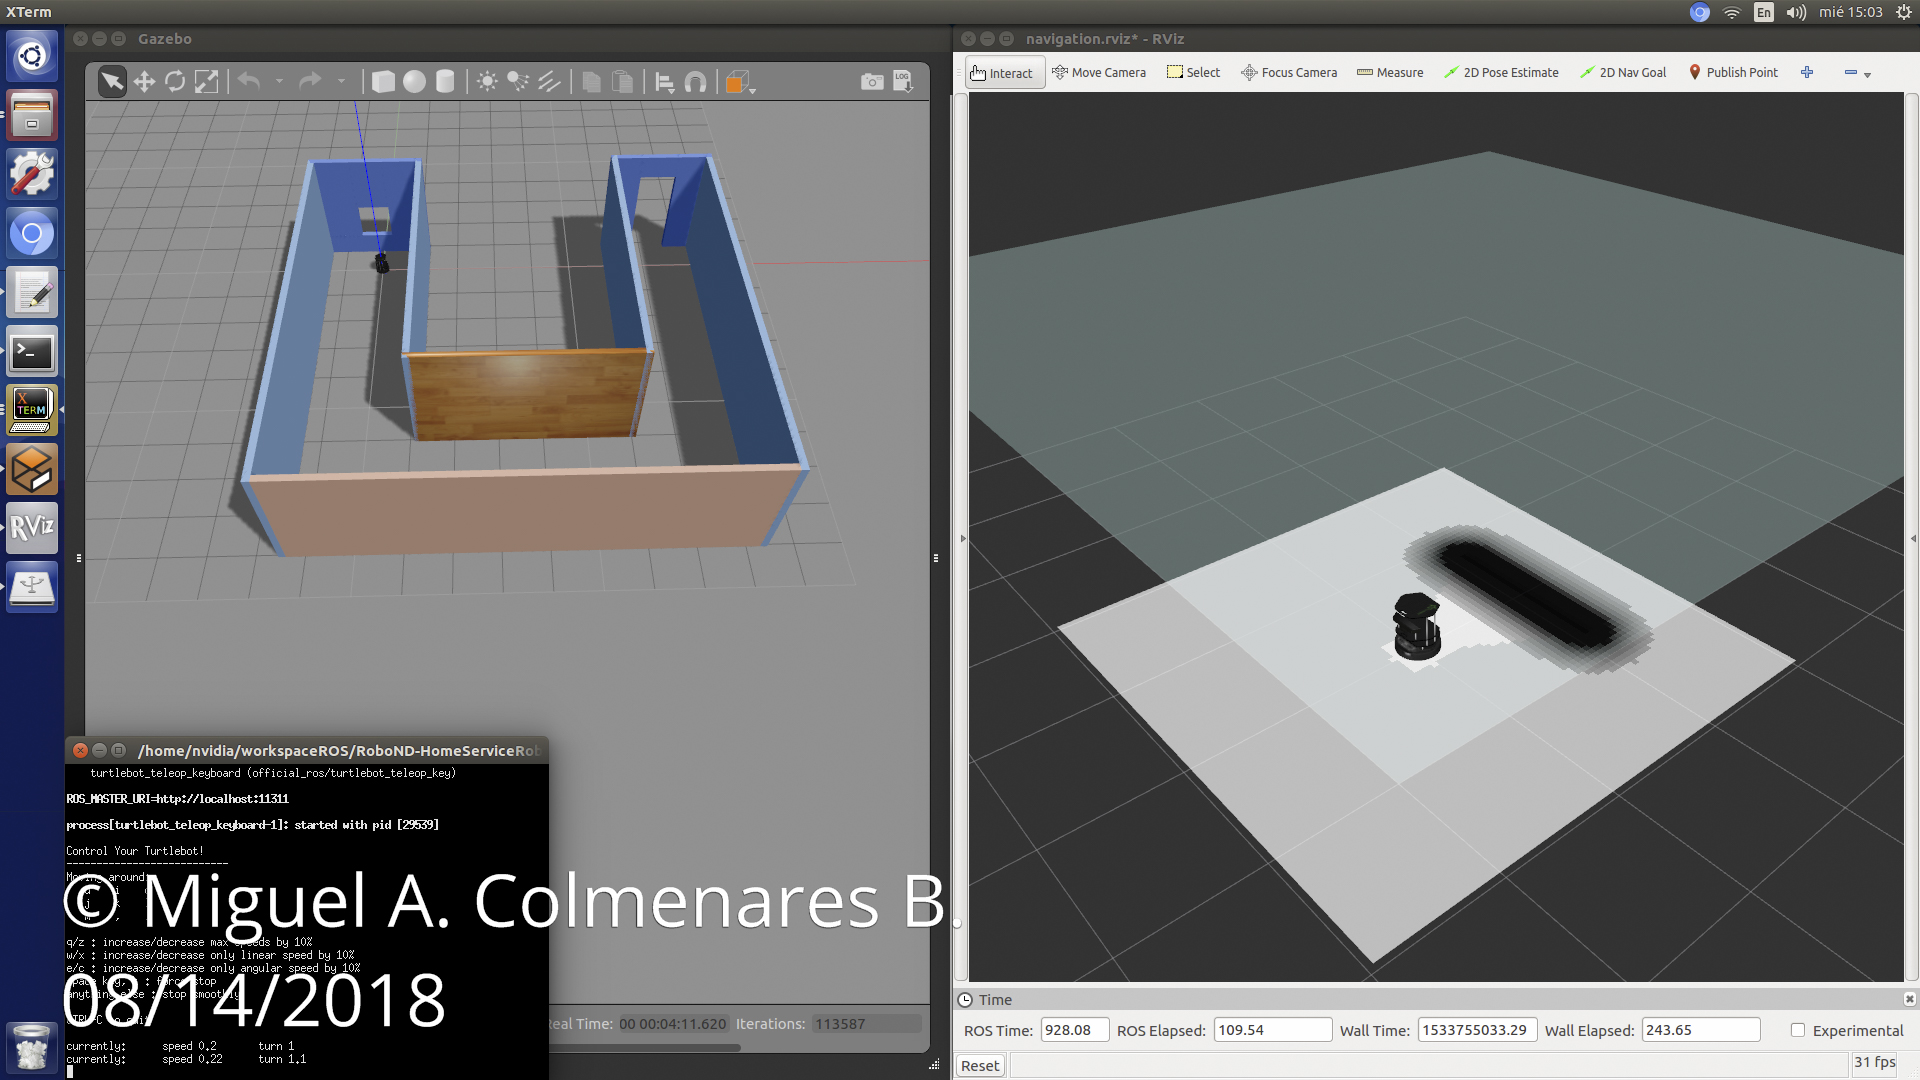 XTerm
En
mié 15:03
Gazebo
LOG
navigation.rviz* - RViz
Interact
Move Camera
Select
Focus Camera
Measure
2D Pose Estimate
2D Nav Goal
Publish Point
X
TERM
RViz
/home/nvidia/workspaceROS/RoboND-HomeServiceRob
turtlebot_teleop_keyboard (official_ros/turtlebot_teleop_key)
ROS_MASTER_URI=http://localhost:11311
process[turtlebot_teleop_keyboard-1]: started with pid [29539]
Control Your Turtlebot!
---------------------------
Moving around:
© Miguel A. Colmenares B
q/z : increase/decrease max speeds by 10%
w/x : increase/decrease only linear speed by 10%
e/c : increase/decrease only angular speed by 10%
space key, : force stop
anything else : stop smoothly
08/14/2018
currently: speed 0.2 turn 1
currently: speed 0.22 turn 1.1
Real Time: 00 00:04:11.620 Iterations: 113587
Time
ROS Time: 928.08 ROS Elapsed: 109.54 Wall Time: 1533755033.29 Wall Elapsed: 243.65 Experimental
Reset
31 fps